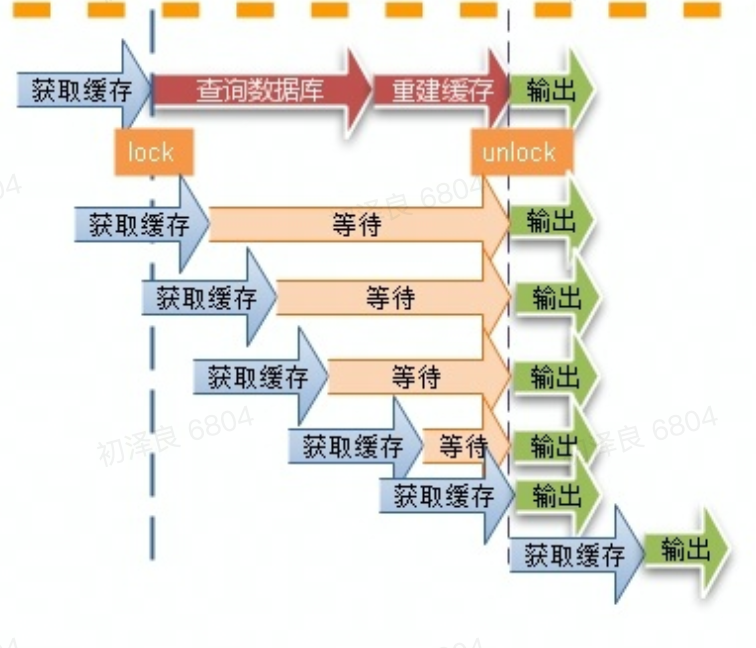 获取缓存 查询数据库 重建缓存 输出
lock unlock
获取缓存 等待 输出
获取缓存 等待 输出
获取缓存 等待 输出
获取缓存 等待 输出
获取缓存 输出
获取缓存 输出
初泽良 6804
泽良 6804
泽良 6804
04